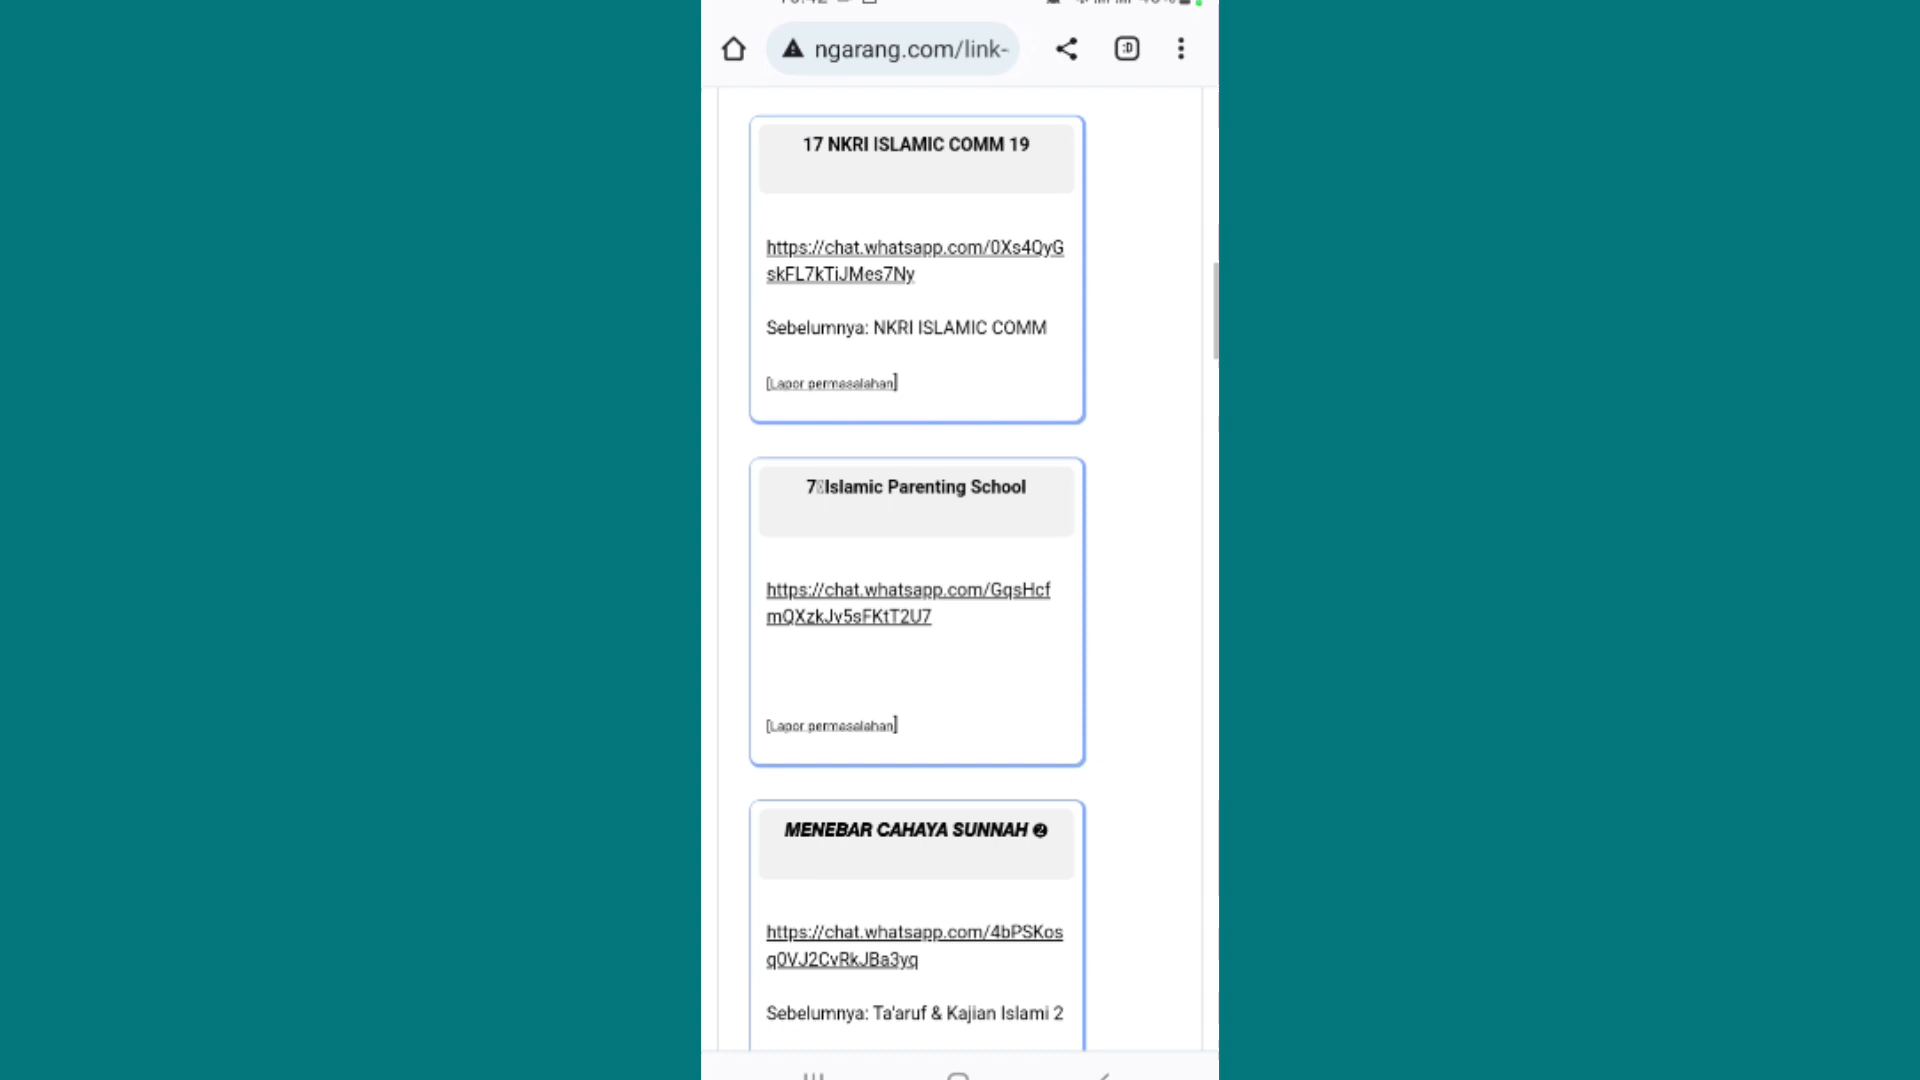 ngarang.com/link-
17 NKRI ISLAMIC COMM 19
https://chat.whatsapp.com/0Xs4QyG
skFL7kTiJMes7Ny
Sebelumnya: NKRI ISLAMIC COMM
[Lapor permasalahan]
7Islamic Parenting School
https://chat.whatsapp.com/GqsHcf
mQXzkJv5sFKtT2U7
[Lapor permasalahan]
MENEBAR CAHAYA SUNNAH ❷
https://chat.whatsapp.com/4bPSKos
q0VJ2CvRkJBa3yq
Sebelumnya: Ta'aruf & Kajian Islami 2